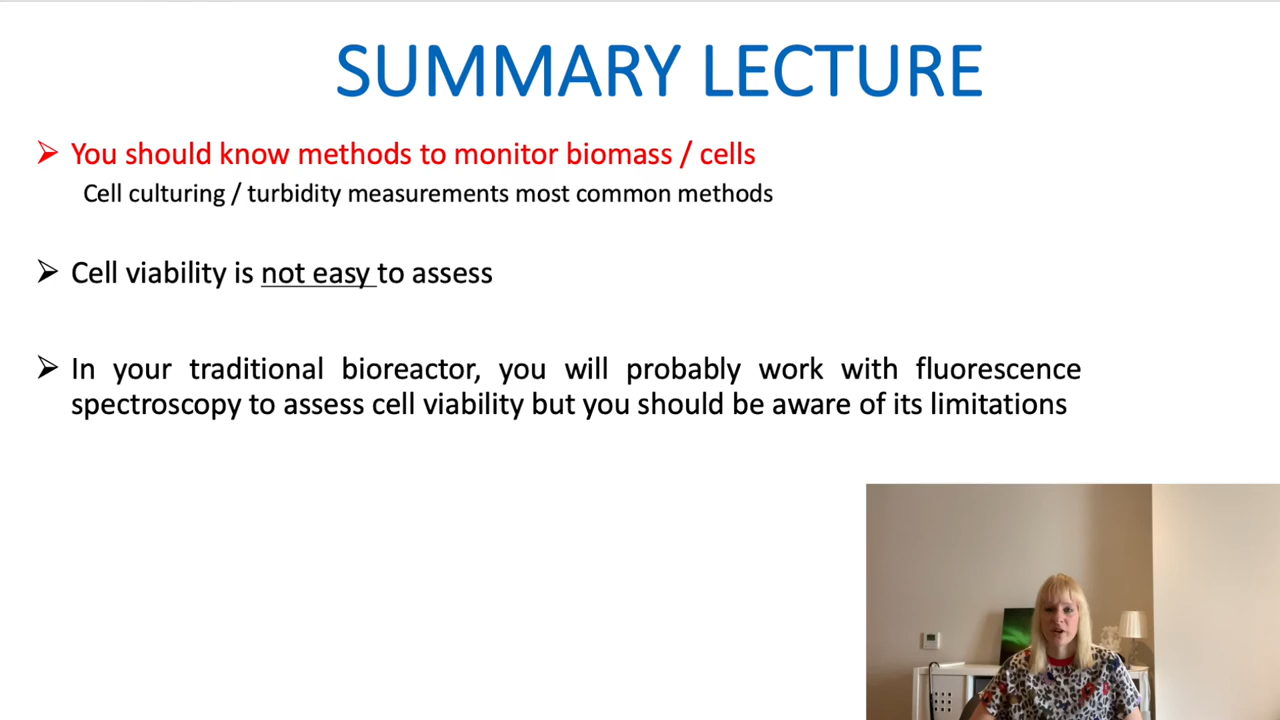 SUMMARY LECTURE
You should know methods to monitor biomass / cells
Cell culturing / turbidity measurements most common methods
Cell viability is not easy to assess
In your traditional bioreactor, you will probably work with fluorescence
spectroscopy to assess cell viability but you should be aware of its limitations